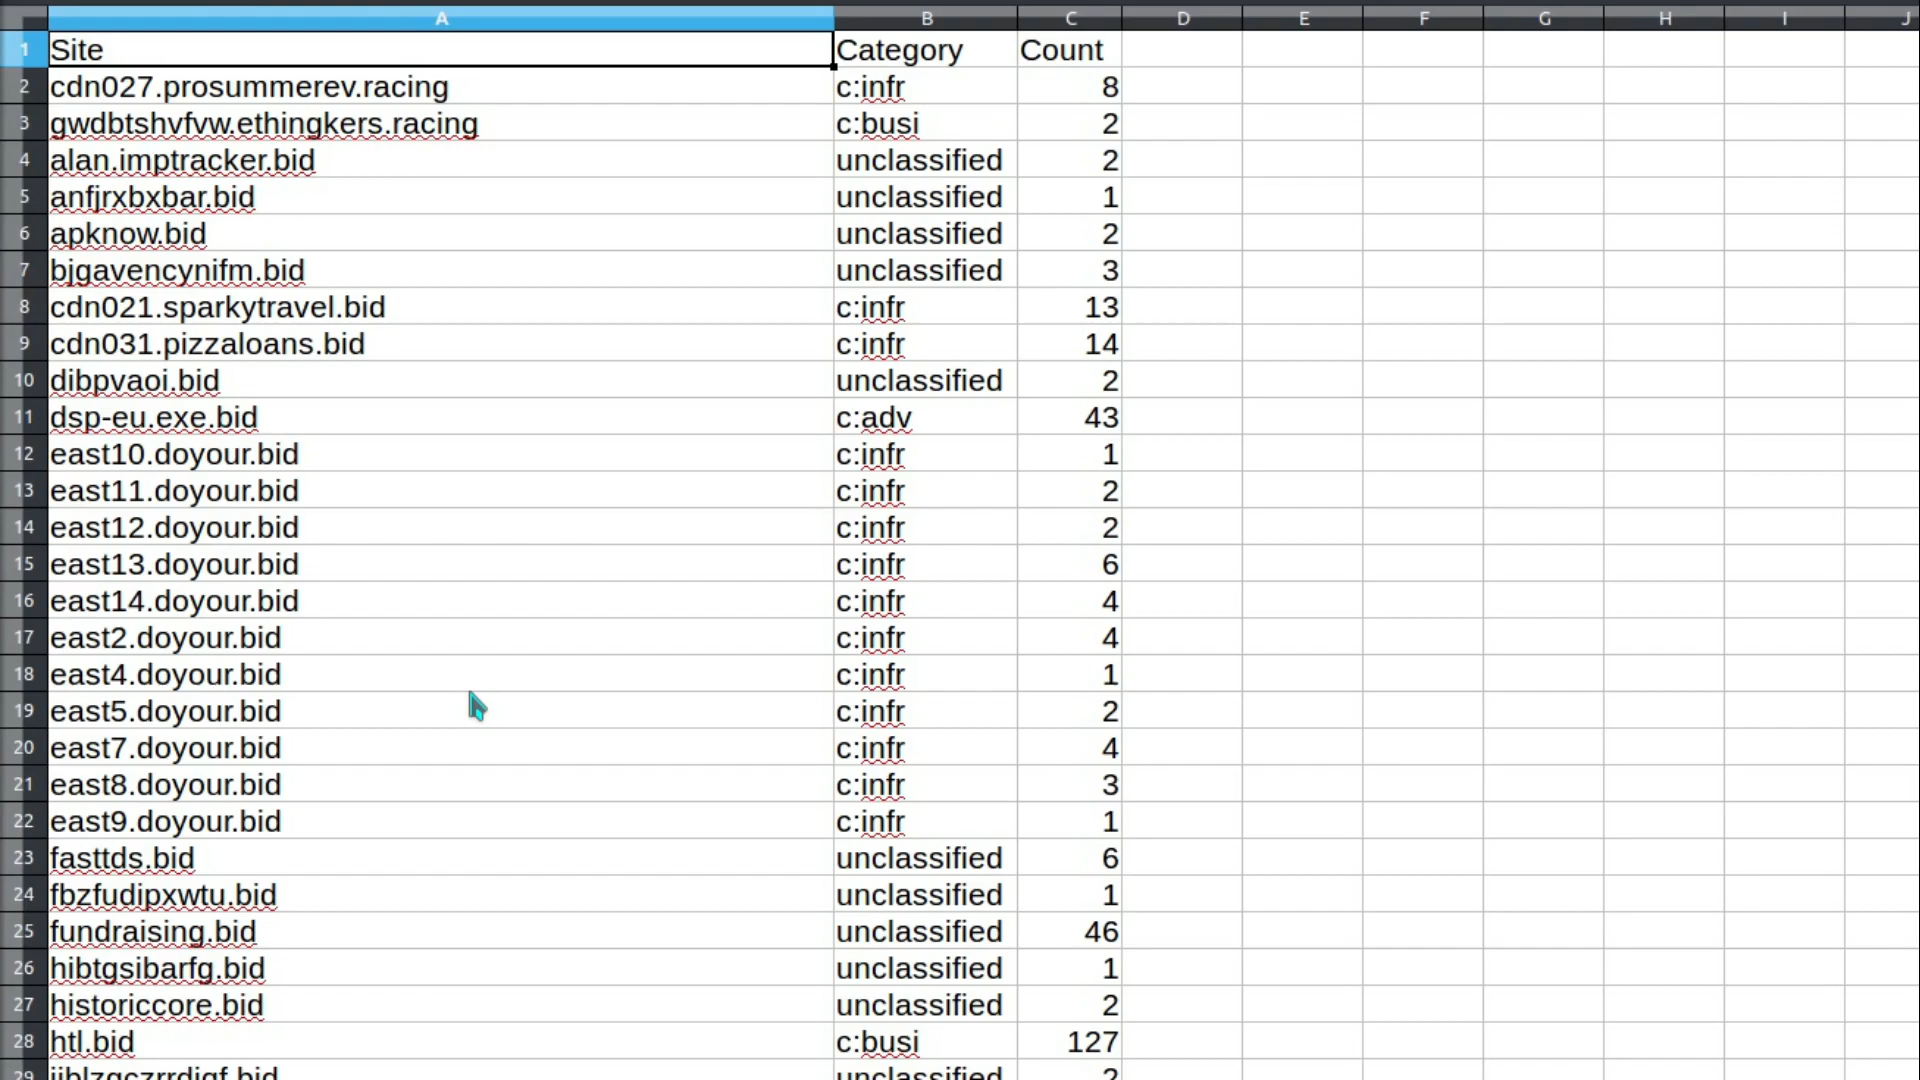 A B C D E F G H I J
1 Site Category Count
2 cdn027.prosummerev.racing c:infr 8
3 gwdbtshvfvw.ethingkers.racing c:busi 2
4 alan.imptracker.bid unclassified 2
5 anfjrxbxbar.bid unclassified 1
6 apknow.bid unclassified 2
7 bjgavencynifm.bid unclassified 3
8 cdn021.sparkytravel.bid c:infr 13
9 cdn031.pizzaloans.bid c:infr 14
10 dibpvaoi.bid unclassified 2
11 dsp-eu.exe.bid c:adv 43
12 east10.doyour.bid c:infr 1
13 east11.doyour.bid c:infr 2
14 east12.doyour.bid c:infr 2
15 east13.doyour.bid c:infr 6
16 east14.doyour.bid c:infr 4
17 east2.doyour.bid c:infr 4
18 east4.doyour.bid c:infr 1
19 east5.doyour.bid c:infr 2
20 east7.doyour.bid c:infr 4
21 east8.doyour.bid c:infr 3
22 east9.doyour.bid c:infr 1
23 fasttds.bid unclassified 6
24 fbzfudipxwtu.bid unclassified 1
25 fundraising.bid unclassified 46
26 hibtgsibarfg.bid unclassified 1
27 historiccore.bid unclassified 2
28 htl.bid c:busi 127
29 unclassified 2